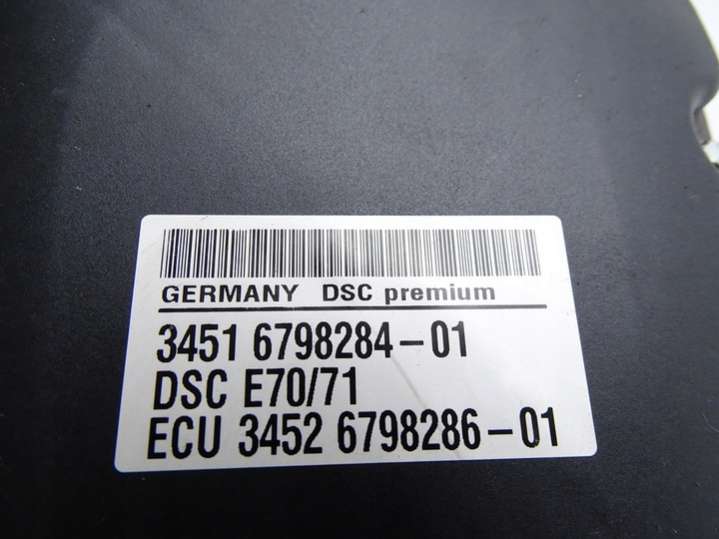 GERMANY DSC premium
3451 6798284-01
DSC E70/71
ECU 3452 6798286-01